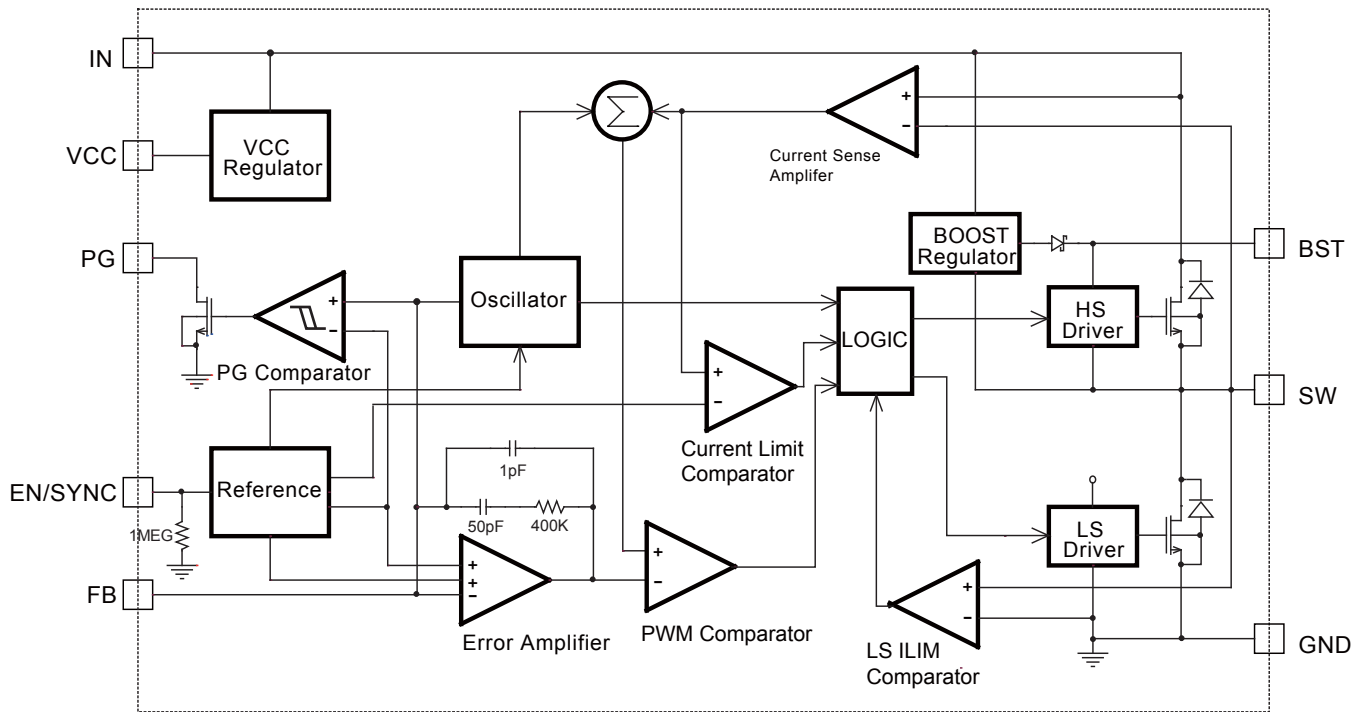 IN
VCC
VCC
Regulator
Σ
+
−
Current Sense
Amplifer
PG
BOOST
Regulator
BST
+
−
PG Comparator
Oscillator
LOGIC
HS
Driver
SW
+
−
Current Limit
Comparator
EN/SYNC
Reference
1MEG
1pF
50pF
400K
LS
Driver
FB
+
+
−
Error Amplifier
+
−
PWM Comparator
+
−
LS ILIM
Comparator
GND